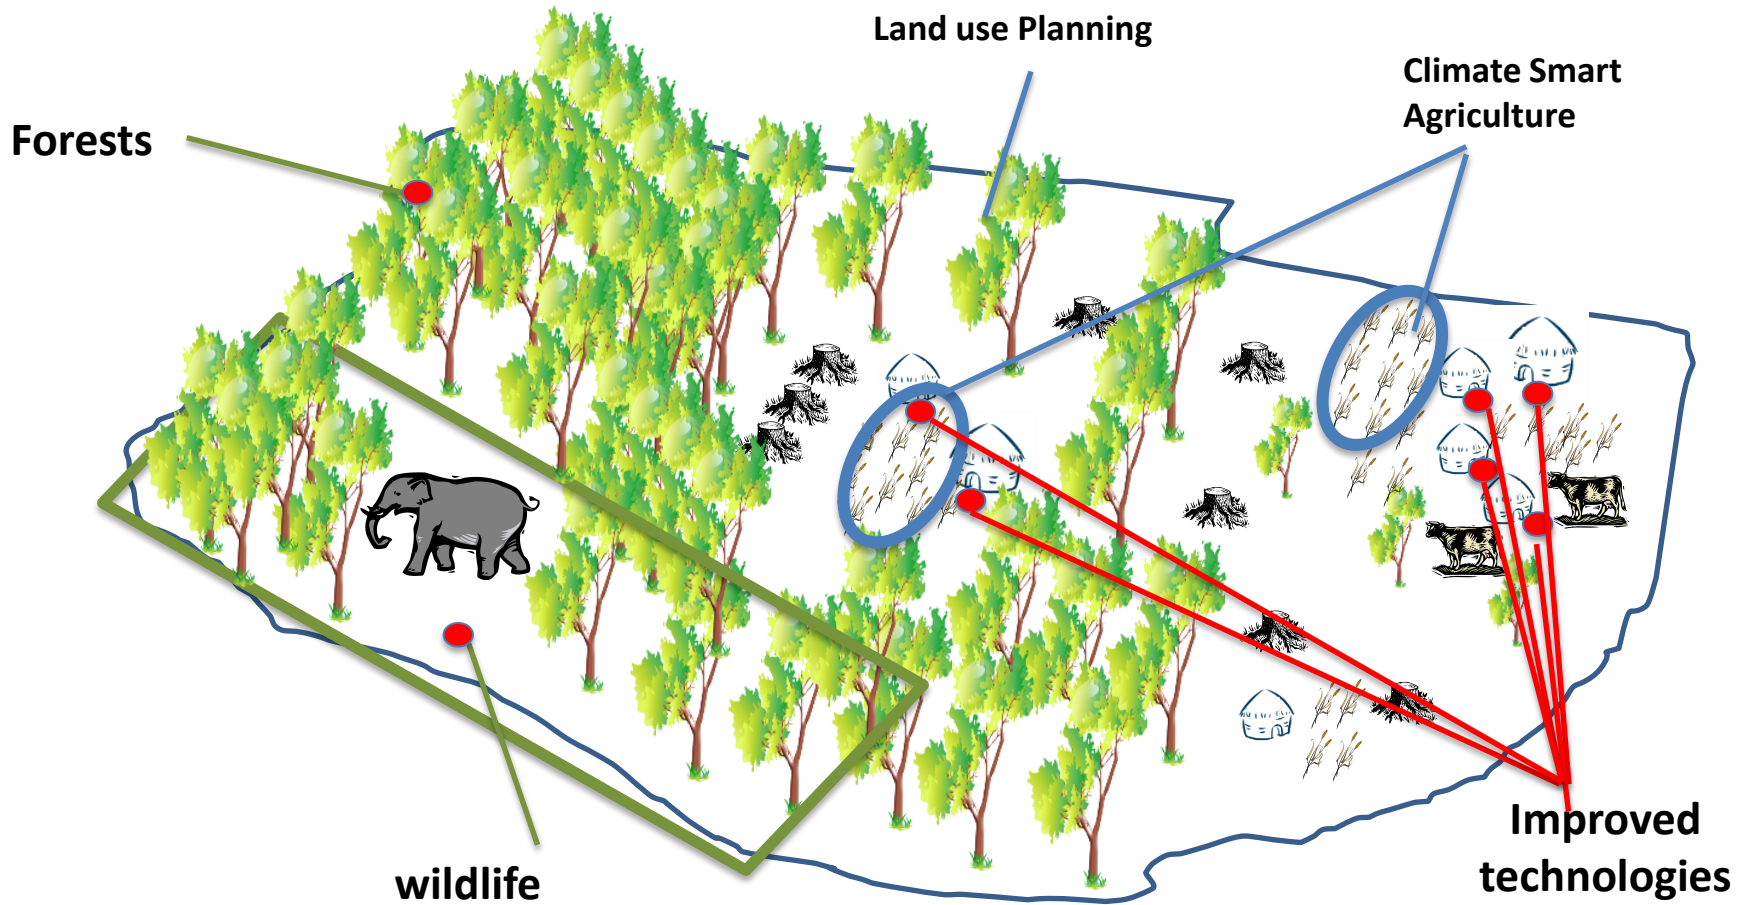 Land use Planning
Climate Smart
Agriculture
Forests
wildlife
Improved
technologies